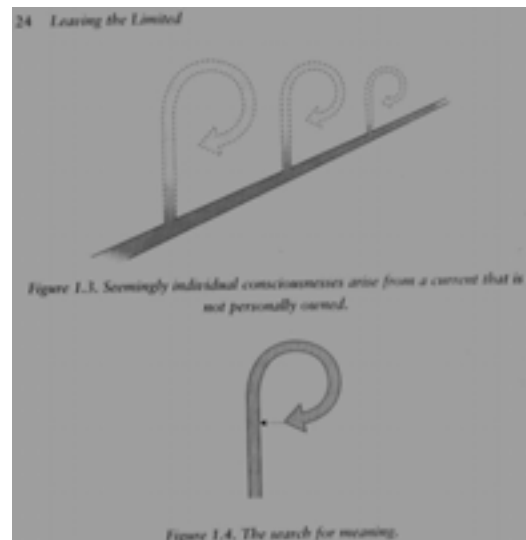 24 Leaving the Limited
Figure 1.3. Seemingly individual consciousnesses arise from a current that is
not personally owned.
Figure 1.4. The search for meaning.